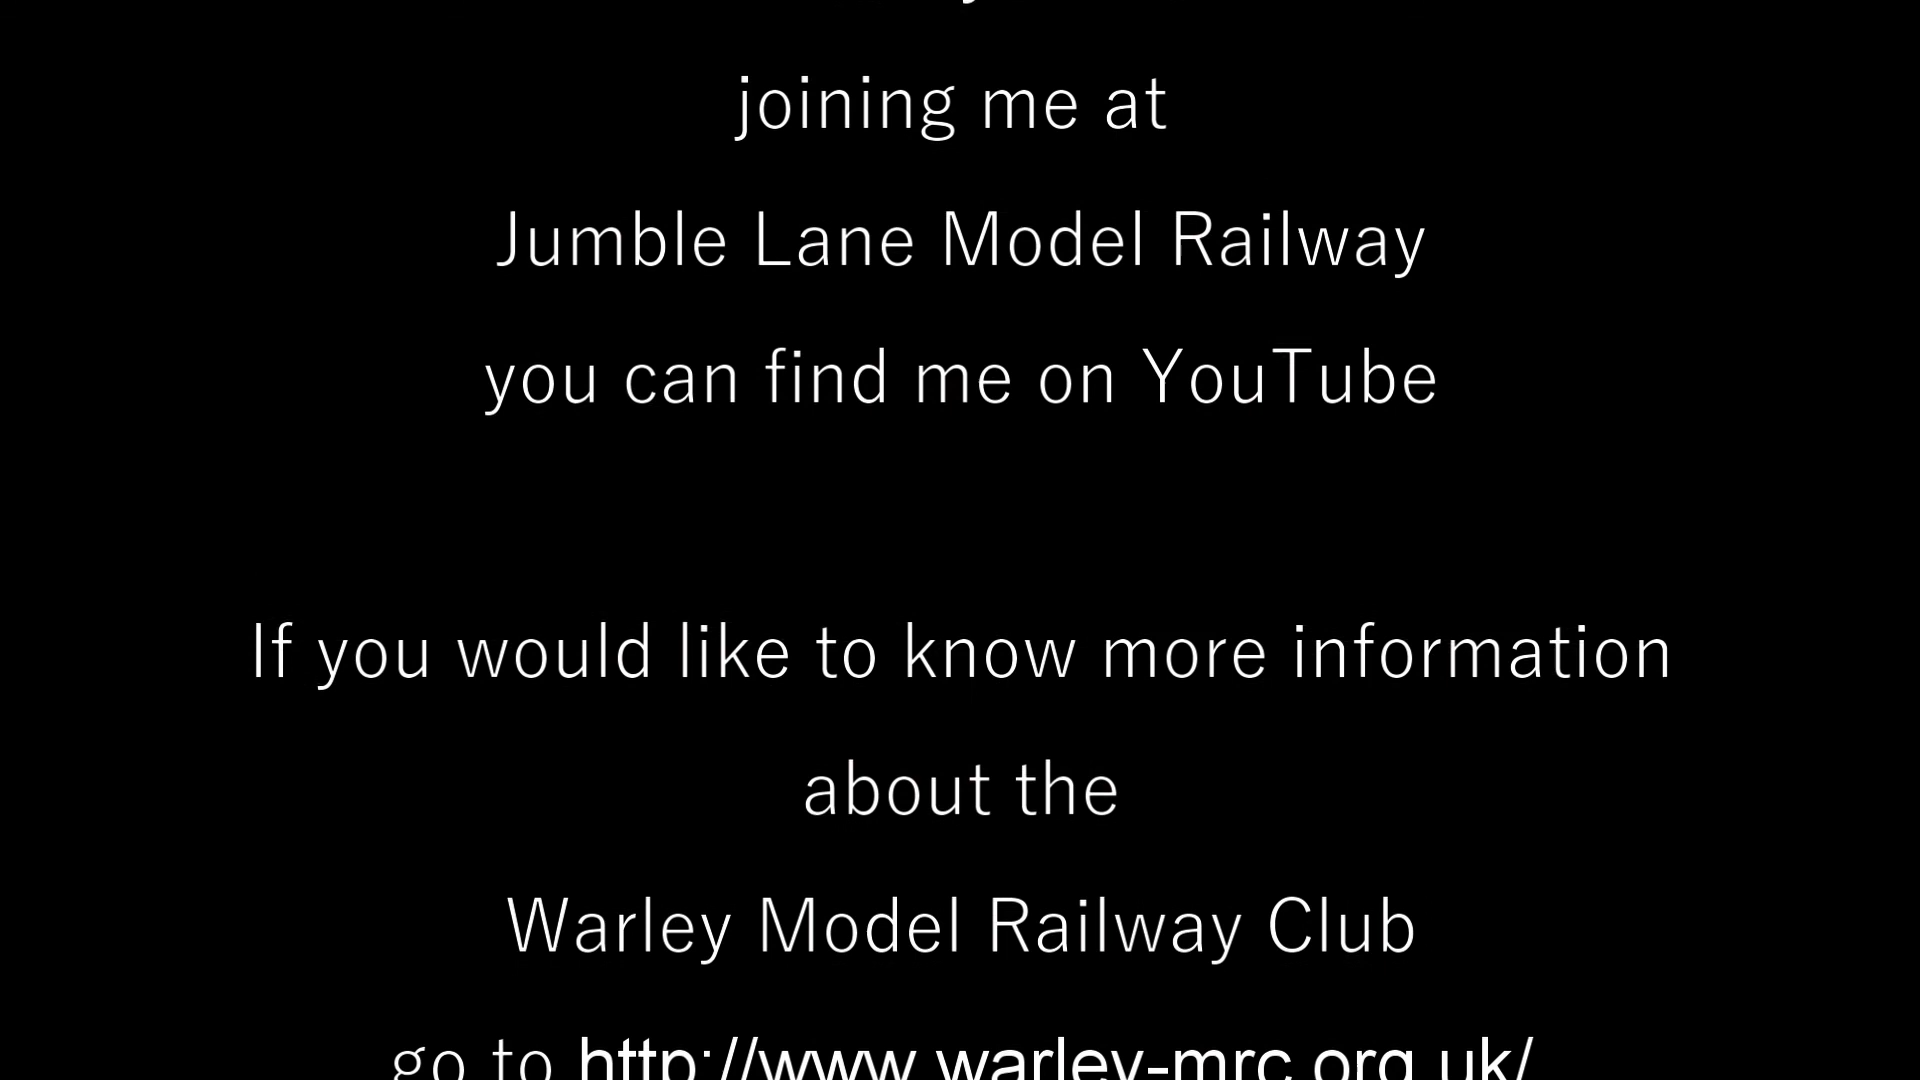 joining me at
Jumble Lane Model Railway
you can find me on YouTube
If you would like to know more information
about the
Warley Model Railway Club
go to http://www.warley-mrc.org.uk/